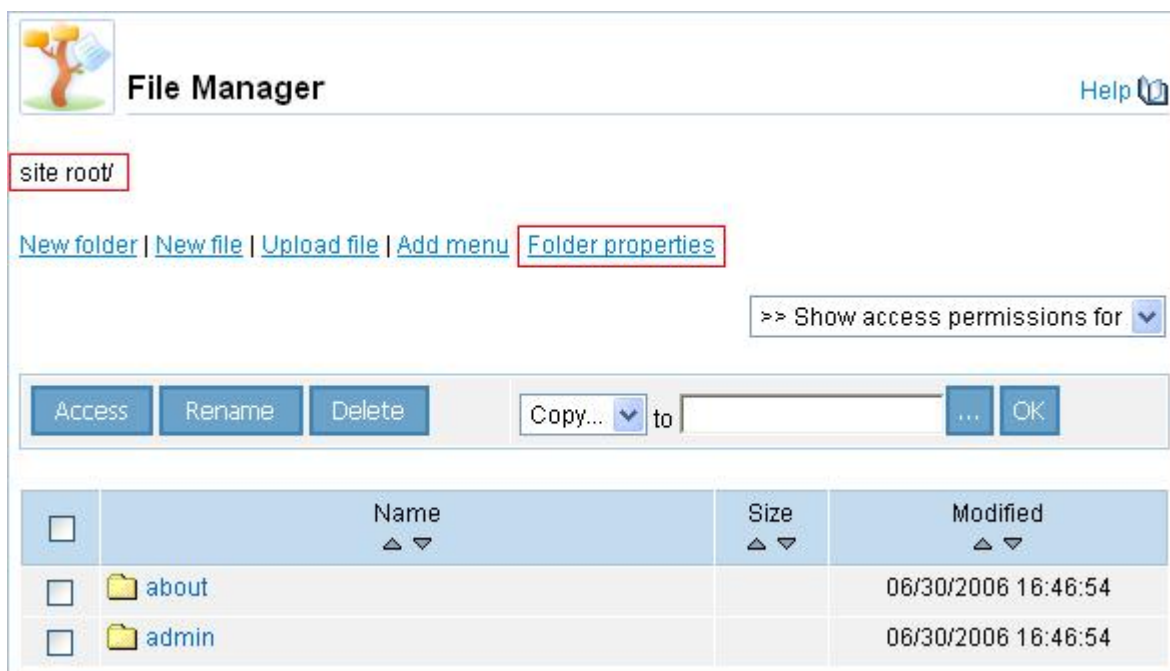 File Manager
Help
site root/
New folder | New file | Upload file | Add menu Folder properties
>> Show access permissions for
Access Rename Delete Copy... to ... OK
Name Size Modified
about 06/30/2006 16:46:54
admin 06/30/2006 16:46:54